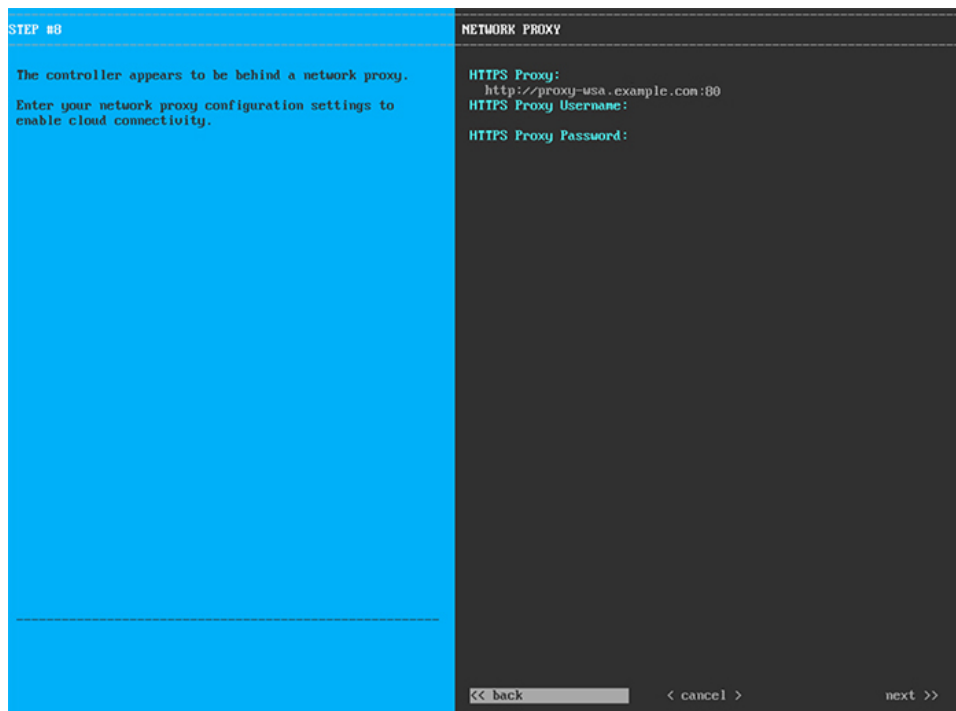 STEP #8
The controller appears to be behind a network proxy.
Enter your network proxy configuration settings to
enable cloud connectivity.
NETWORK PROXY
HTTPS Proxy:
http://proxy-wsa.example.com:80
HTTPS Proxy Username:
HTTPS Proxy Password:
<< back < cancel > next >>